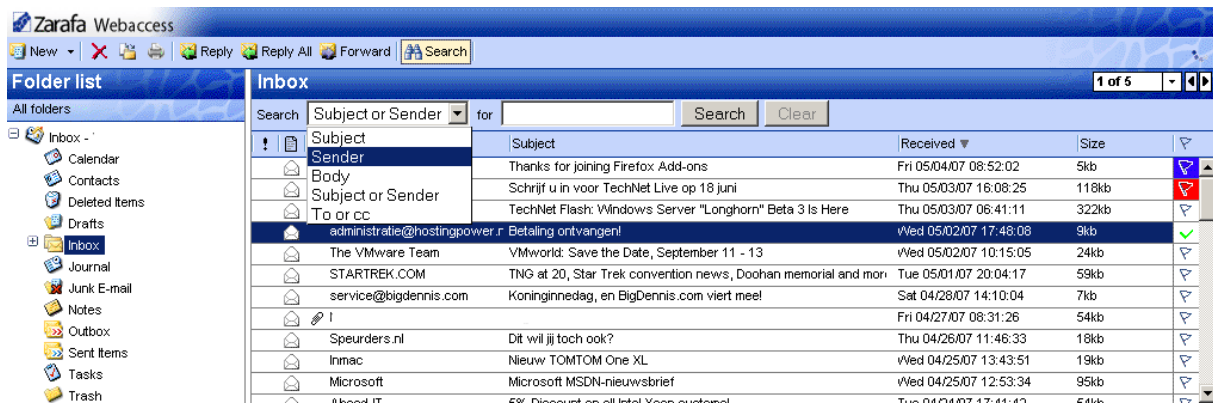 Zarafa Webaccess
New Reply Reply All Forward Search
Folder list
All folders
Inbox -
Calendar
Contacts
Deleted Items
Drafts
Inbox
Journal
Junk E-mail
Notes
Outbox
Sent Items
Tasks
Trash
Inbox 1 of 5
Search Subject or Sender for Search Clear
Subject
Sender
Body
Subject or Sender
To or cc
! Subject Received Size
Thanks for joining Firefox Add-ons Fri 05/04/07 08:52:02 5kb
Schrijf u in voor TechNet Live op 18 juni Thu 05/03/07 16:08:25 118kb
TechNet Flash: Windows Server "Longhorn" Beta 3 Is Here Thu 05/03/07 06:41:11 322kb
administratie@hostingpower.r Betaling ontvangen! Wed 05/02/07 17:48:08 9kb
The VMware Team VMworld: Save the Date, September 11 - 13 Wed 05/02/07 10:15:05 24kb
STARTREK.COM TNG at 20, Star Trek convention news, Doohan memorial and more Tue 05/01/07 20:04:17 59kb
service@bigdennis.com Koninginnedag, en BigDennis.com viert mee! Sat 04/28/07 14:10:04 7kb
Fri 04/27/07 08:31:26 54kb
Speurders.nl Dit wil jij toch ook? Thu 04/26/07 11:46:33 18kb
Inmac Nieuw TOMTOM One XL Wed 04/25/07 13:43:51 19kb
Microsoft Microsoft MSDN-nieuwsbrief Wed 04/25/07 12:53:34 95kb